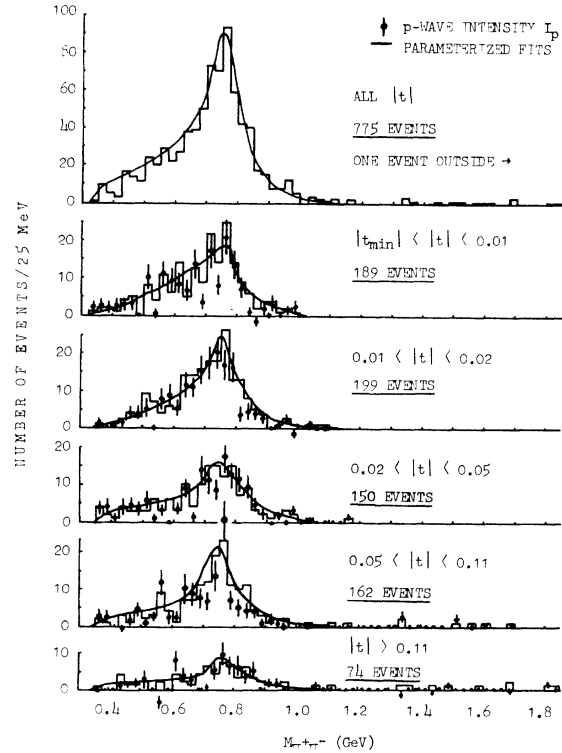 100
80
60
40
20
0
p-WAVE INTENSITY Ip
PARAMETERIZED FITS
ALL |t|
775 EVENTS
ONE EVENT OUTSIDE →
20
10
0
|tmin| < |t| < 0.01
189 EVENTS
20
10
0
0.01 < |t| < 0.02
199 EVENTS
20
10
0
0.02 < |t| < 0.05
150 EVENTS
20
10
0
0.05 < |t| < 0.11
162 EVENTS
10
0
|t| > 0.11
74 EVENTS
0.4 0.6 0.8 1.0 1.2 1.4 1.6 1.8
Mπ+π- (GeV)
NUMBER OF EVENTS/25 MeV